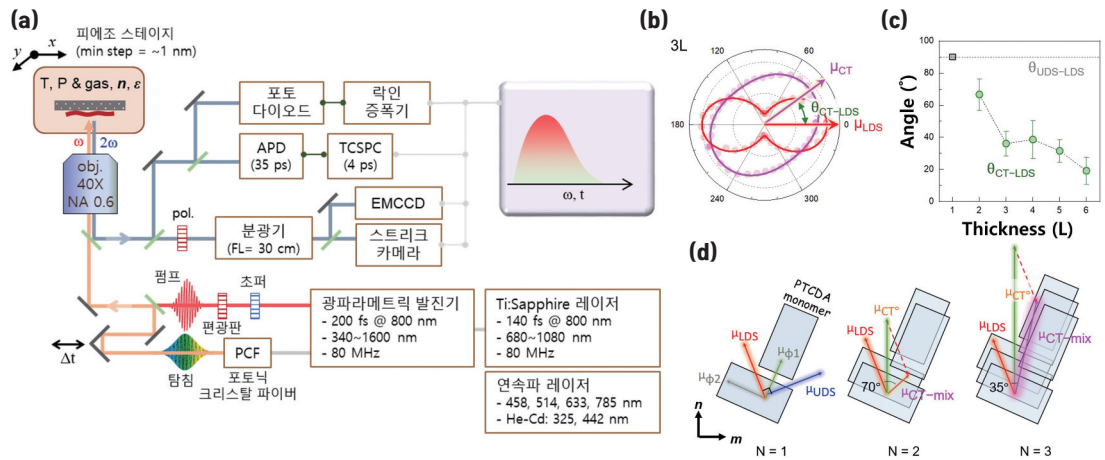 (a)
피에조 스테이지
(min step = ~1 nm)
y
x
T, P & gas, n, ε
ω
2ω
obj.
40X
NA 0.6
포토
다이오드
락인
증폭기
APD
(35 ps)
TCSPC
(4 ps)
EMCCD
pol.
분광기
(FL= 30 cm)
스트리크
카메라
ω, t
펌프
초퍼
편광판
탐침
Δt
PCF
포토닉
크리스탈 파이버
광파라메트릭 발진기
- 200 fs @ 800 nm
- 340~1600 nm
- 80 MHz
Ti:Sapphire 레이저
- 140 fs @ 800 nm
- 680~1080 nm
- 80 MHz
연속파 레이저
- 458, 514, 633, 785 nm
- He-Cd: 325, 442 nm
(b)
3L
120
60
180
0
240
300
μCT
θCT-LDS
μLDS
(c)
Angle (°)
100
80
60
40
20
0
θUDS-LDS
θCT-LDS
1 2 3 4 5 6
Thickness (L)
(d)
PTCDA
monomer
μLDS
μϕ1
μϕ2
μUDS
n
m
N = 1
μLDS
μCT°
70°
μCT-mix
N = 2
μCT°
μLDS
μCT-mix
35°
N = 3